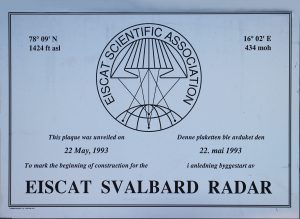 78° 09' N
1424 ft asl
16° 02' E
434 moh
EISCAT SCIENTIFIC ASSOCIATION
This plaque was unveiled on
22 May, 1993
Denne plaketten ble avduket den
22. mai 1993
To mark the beginning of construction for the
i anledning byggestart av
EISCAT SVALBARD RADAR